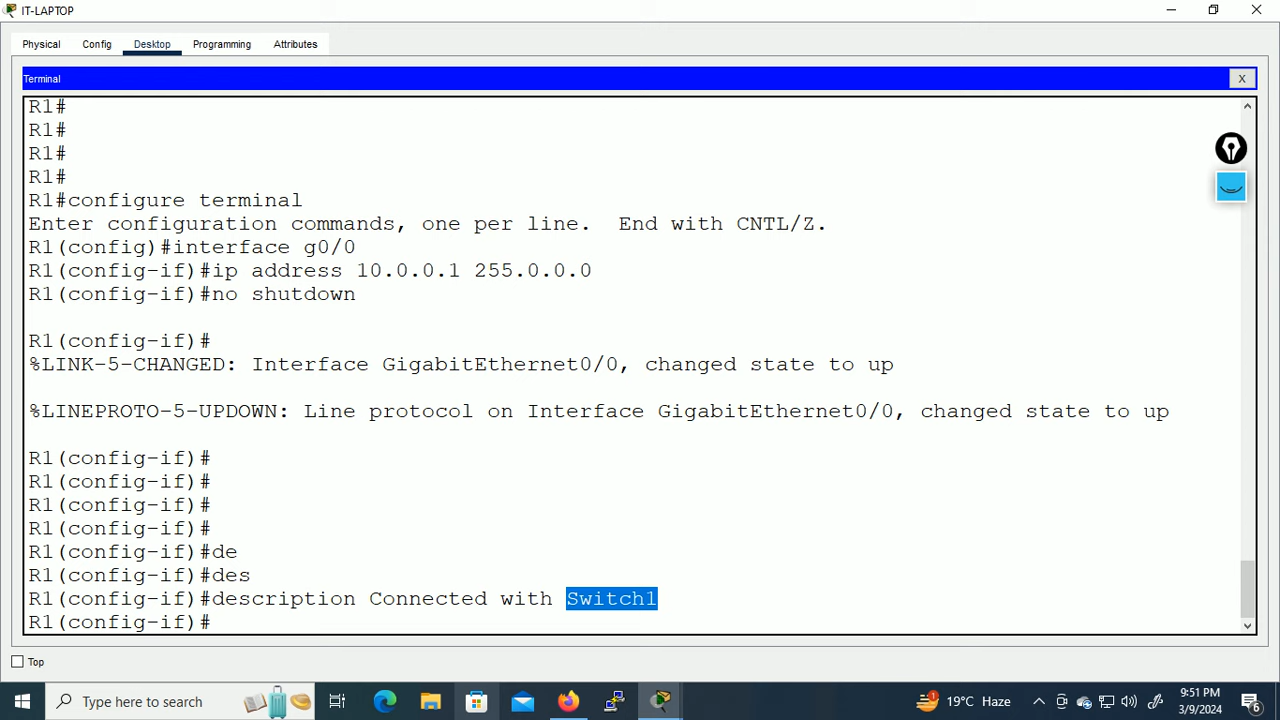 IT-LAPTOP
Physical Config Desktop Programming Attributes
Terminal X
R1#
R1#
R1#
R1#
R1#configure terminal
Enter configuration commands, one per line.  End with CNTL/Z.
R1(config)#interface g0/0
R1(config-if)#ip address 10.0.0.1 255.0.0.0
R1(config-if)#no shutdown
R1(config-if)#
%LINK-5-CHANGED: Interface GigabitEthernet0/0, changed state to up
%LINEPROTO-5-UPDOWN: Line protocol on Interface GigabitEthernet0/0, changed state to up
R1(config-if)#
R1(config-if)#
R1(config-if)#
R1(config-if)#
R1(config-if)#de
R1(config-if)#des
R1(config-if)#description Connected with Switch1
R1(config-if)#
Top
Type here to search
1
19°C Haze
9:51 PM
3/9/2024
6